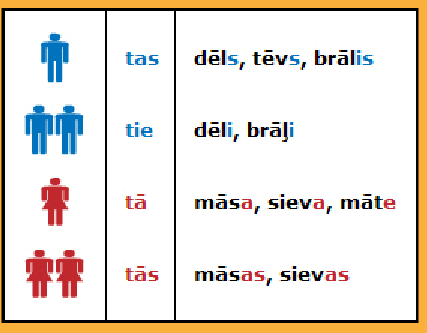 tas dēls, tēvs, brālis
tie dēli, brāļi
tā māsa, sieva, māte
tās māsas, sievas